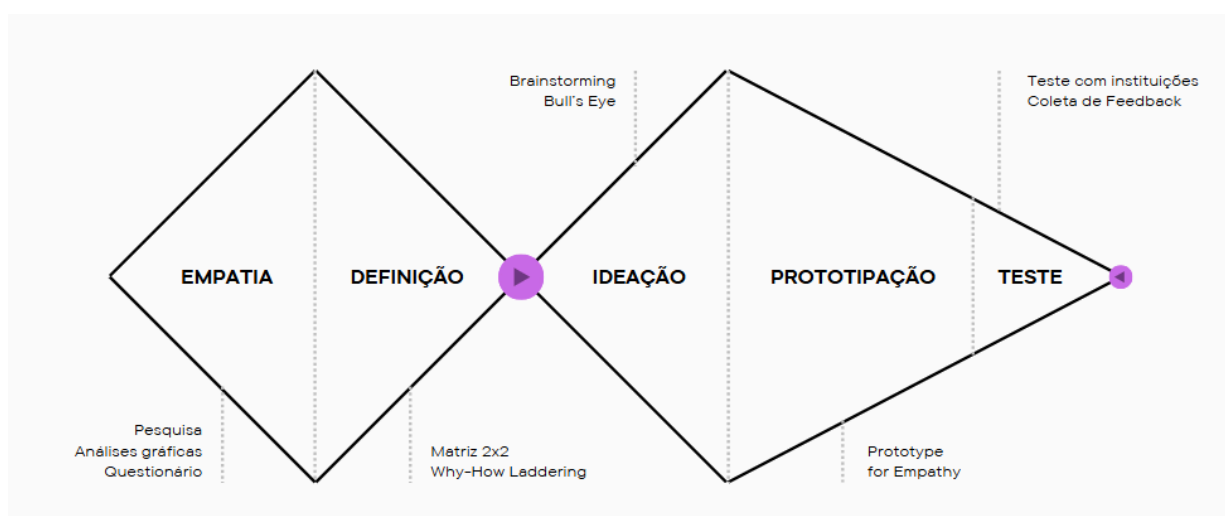 Brainstorming
Bull's Eye
Teste com instituições
Coleta de Feedback
EMPATIA
DEFINIÇÃO
IDEAÇÃO
PROTOTIPAÇÃO
TESTE
Pesquisa
Análises gráficas
Questionário
Matriz 2x2
Why-How Laddering
Prototype
for Empathy